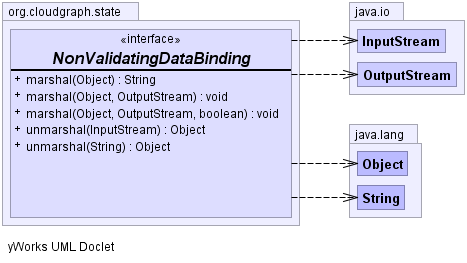 org.cloudgraph.state
«interface»
NonValidatingDataBinding
+ marshal(Object) : String
+ marshal(Object, OutputStream) : void
+ marshal(Object, OutputStream, boolean) : void
+ unmarshal(InputStream) : Object
+ unmarshal(String) : Object
java.io
InputStream
OutputStream
java.lang
Object
String
yWorks UML Doclet